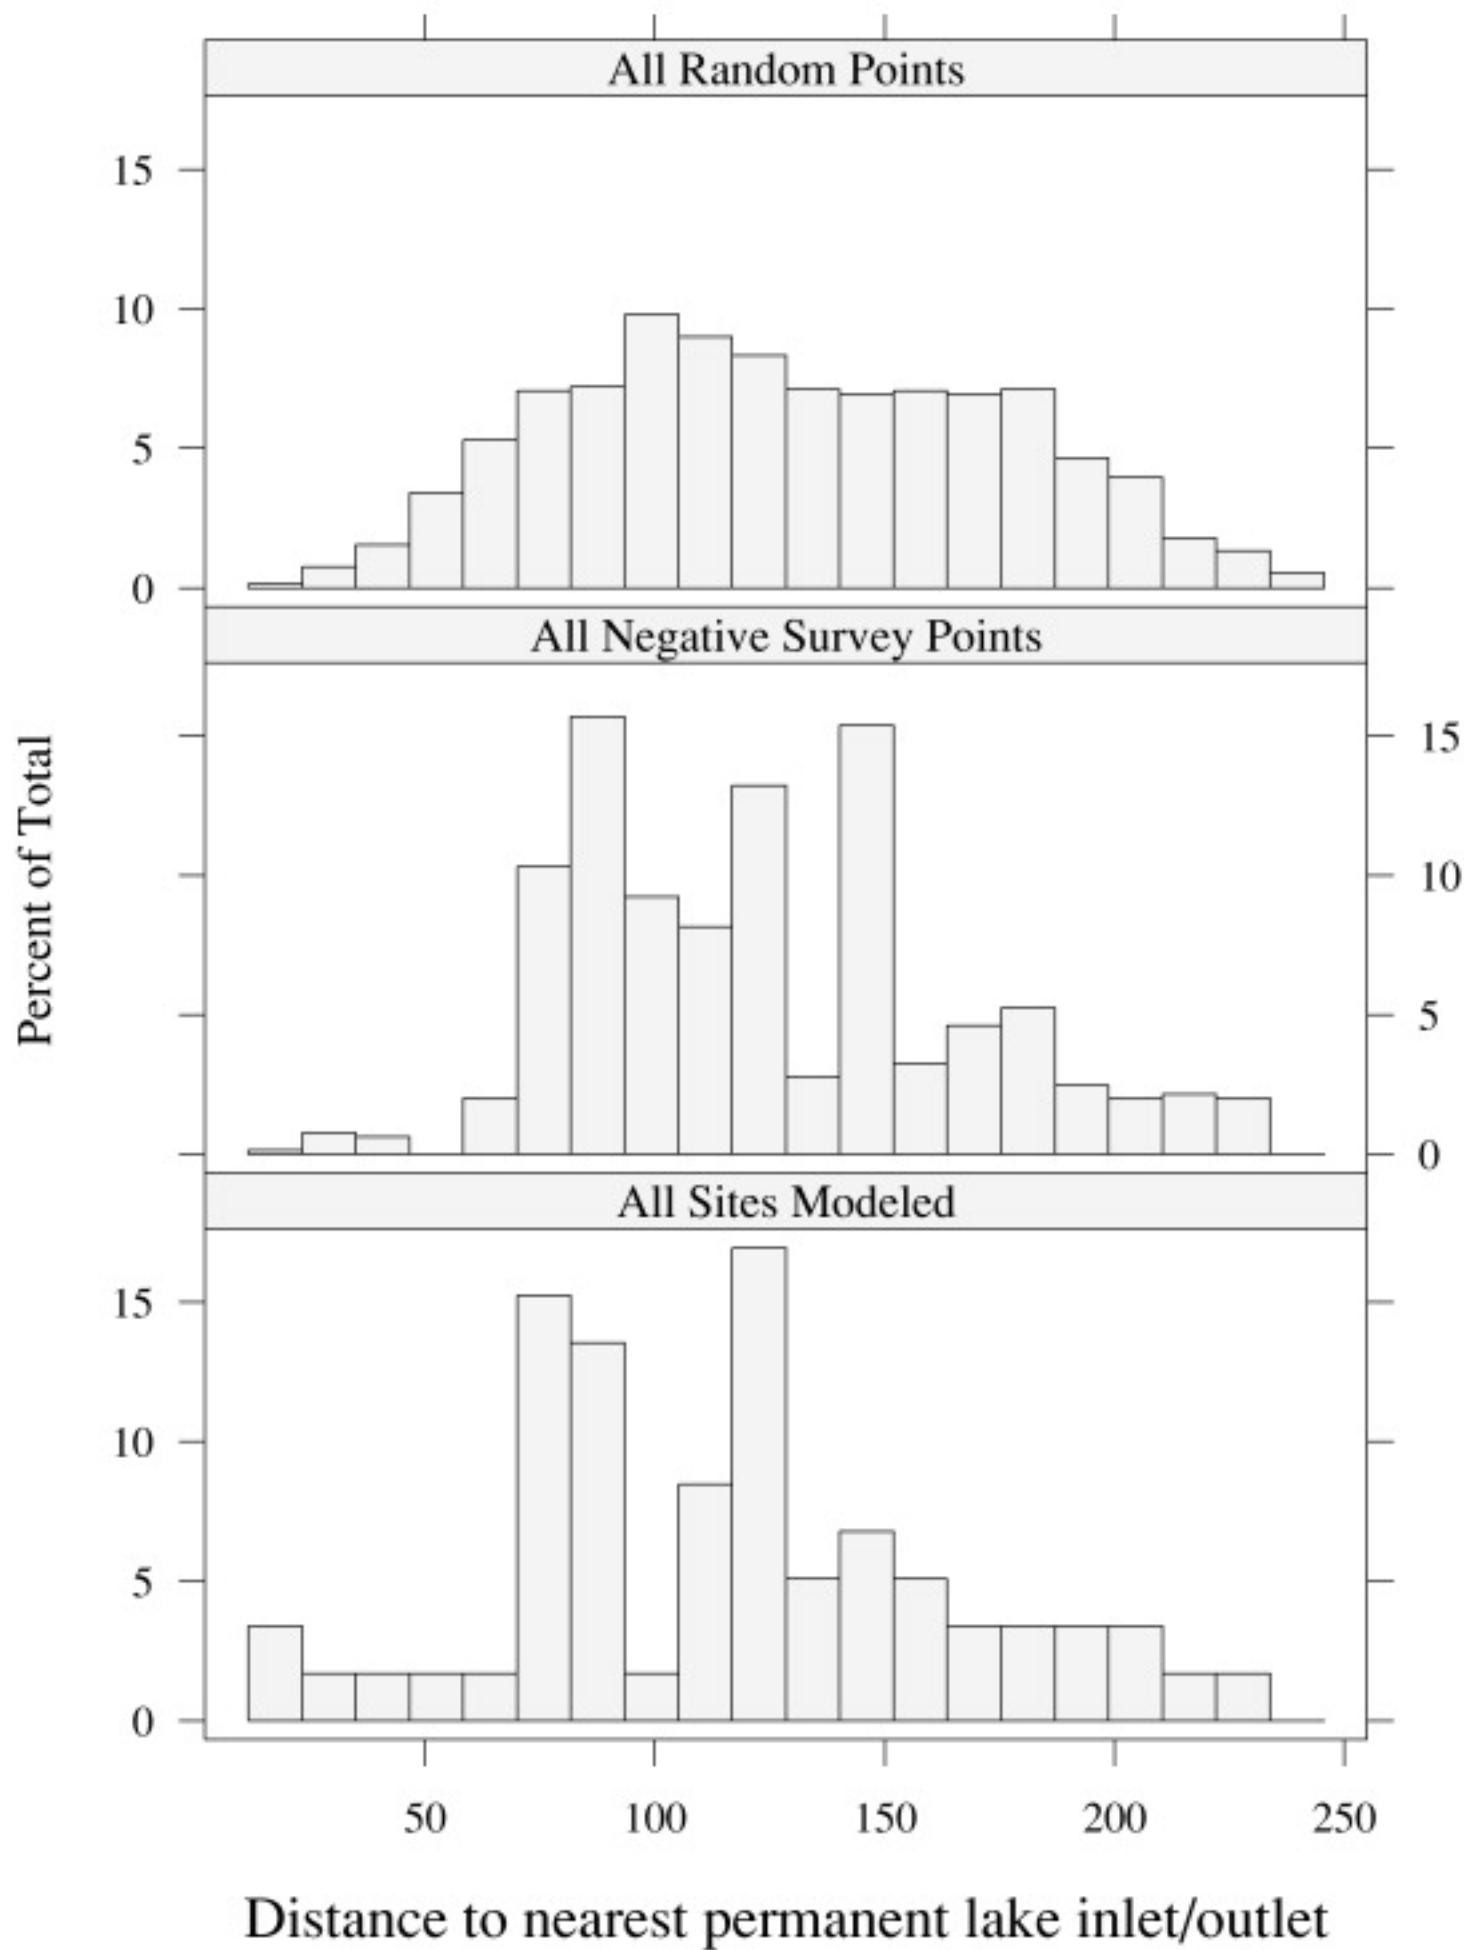 All Random Points
15
10
5
0
All Negative Survey Points
15
10
5
0
Percent of Total
All Sites Modeled
15
10
5
0
50 100 150 200 250
Distance to nearest permanent lake inlet/outlet